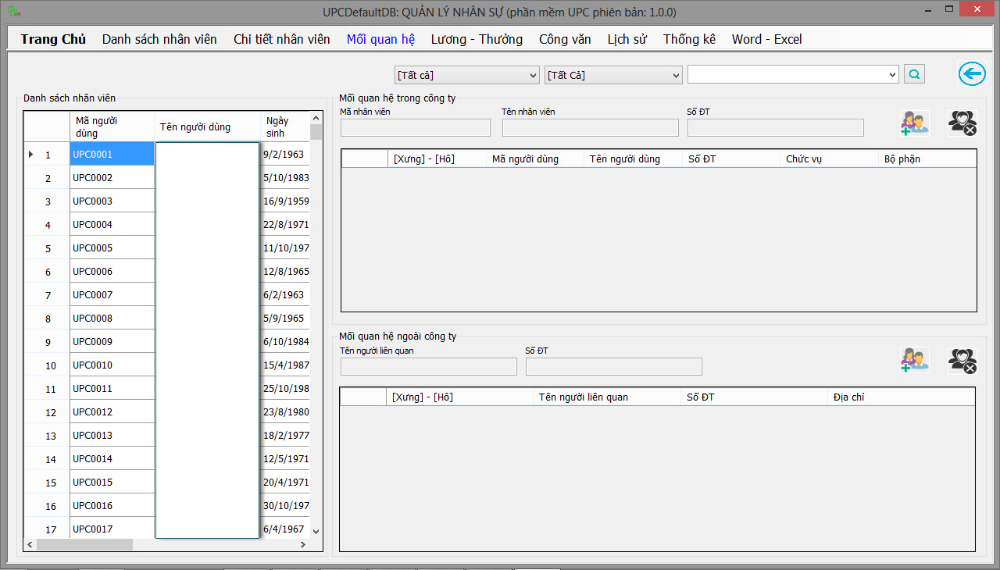 UPCDefaultDB: QUẢN LÝ NHÂN SỰ (phần mềm UPC phiên bản: 1.0.0)
Trang Chủ Danh sách nhân viên Chi tiết nhân viên Mối quan hệ Lương - Thưởng Công văn Lịch sử Thống kê Word - Excel
[Tất cả] [Tất Cả]
Danh sách nhân viên
Mã người dùng Tên người dùng Ngày sinh
1 UPC0001 9/2/1963
2 UPC0002 5/10/1983
3 UPC0003 16/9/1959
4 UPC0004 22/8/1971
5 UPC0005 11/10/197
6 UPC0006 12/8/1965
7 UPC0007 6/2/1963
8 UPC0008 5/9/1965
9 UPC0009 6/10/1984
10 UPC0010 15/4/1987
11 UPC0011 25/10/198
12 UPC0012 23/8/1980
13 UPC0013 18/2/1977
14 UPC0014 12/5/1971
15 UPC0015 20/4/1971
16 UPC0016 30/10/197
17 UPC0017 6/4/1967
Mối quan hệ trong công ty
Mã nhân viên Tên nhân viên Số ĐT
[Xưng] - [Hô] Mã người dùng Tên người dùng Số ĐT Chức vụ Bộ phận
Mối quan hệ ngoài công ty
Tên người liên quan Số ĐT
[Xưng] - [Hô] Tên người liên quan Số ĐT Địa chỉ